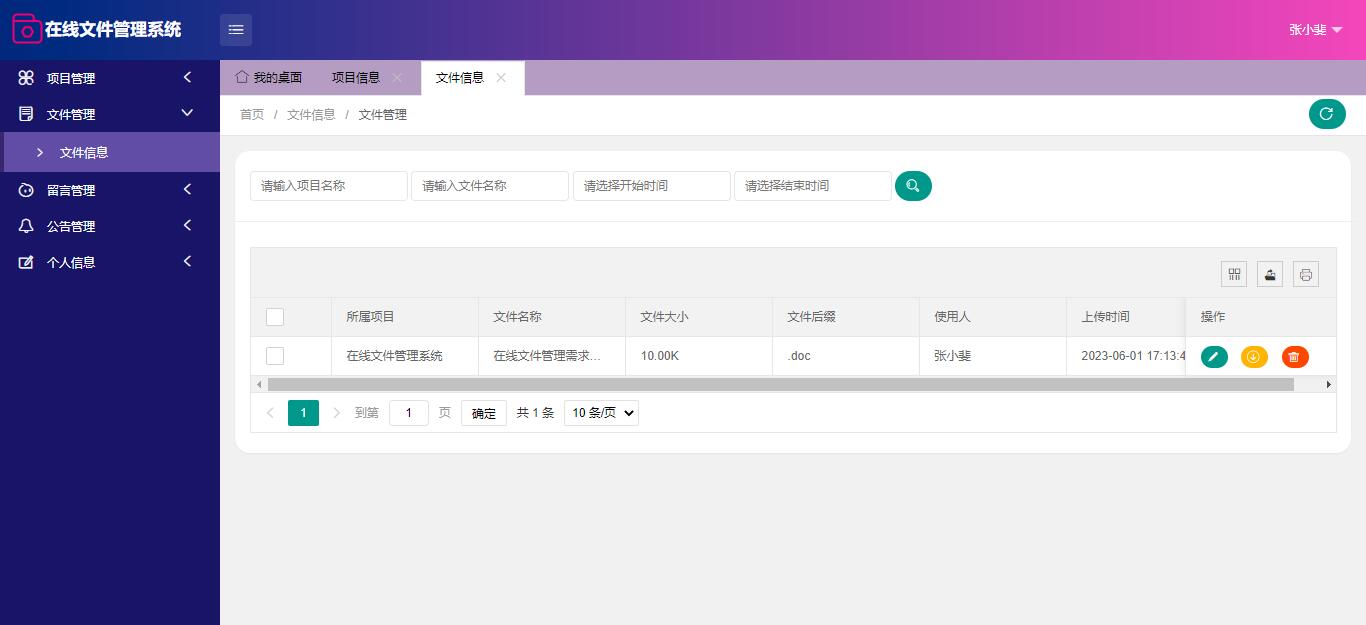 在线文件管理系统
张小斐
项目管理
文件管理
文件信息
留言管理
公告管理
个人信息
我的桌面 项目信息 文件信息
首页 / 文件信息 / 文件管理
请输入项目名称 请输入文件名称 请选择开始时间 请选择结束时间
所属项目 文件名称 文件大小 文件后缀 使用人 上传时间 操作
在线文件管理系统 在线文件管理需求... 10.00K .doc 张小斐 2023-06-01 17:13:4
1 到第 1 页 确定 共 1 条 10 条/页